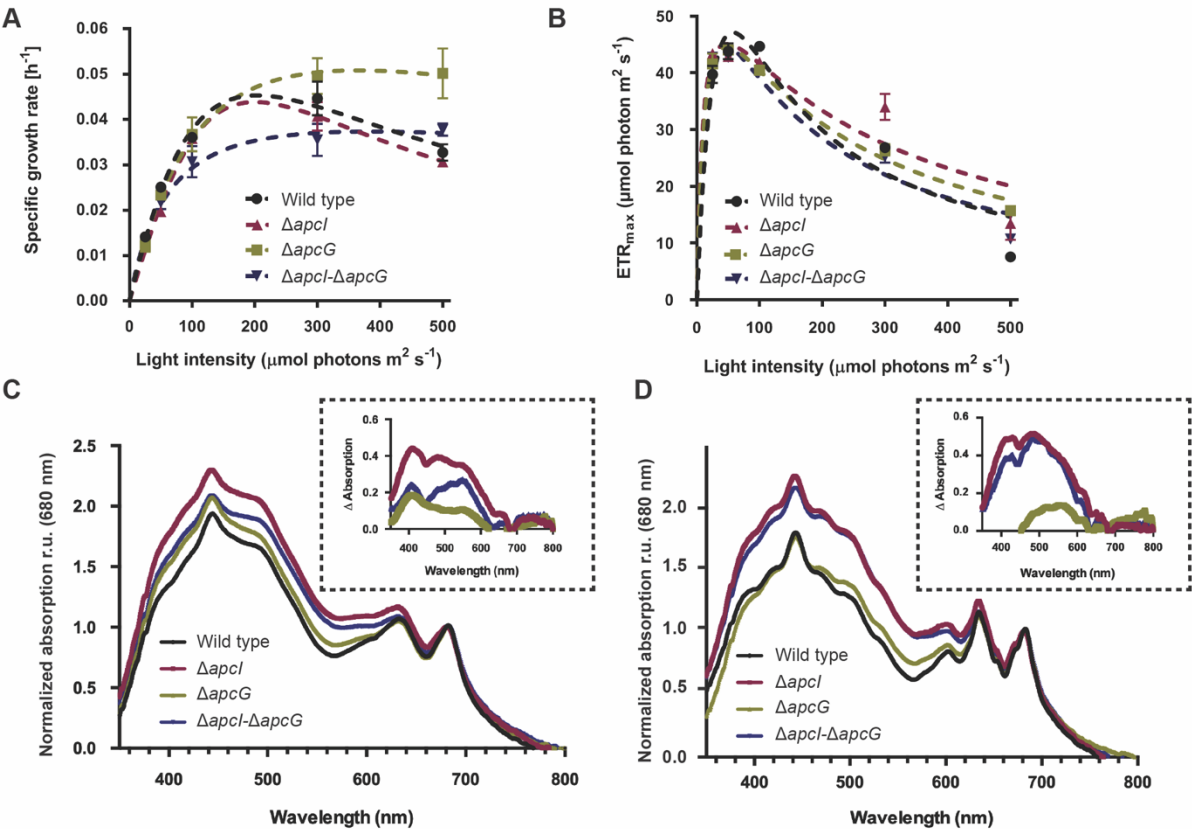 A
Specific growth rate [h-1]
0.06
0.05
0.04
0.03
0.02
0.01
0.00
Wild type
ΔapcI
ΔapcG
ΔapcI-ΔapcG
0 100 200 300 400 500
Light intensity (μmol photons m2 s-1)
B
ETRmax (μmol photon m2 s-1)
50
40
30
20
10
0
Wild type
ΔapcI
ΔapcG
ΔapcI-ΔapcG
0 100 200 300 400 500
Light intensity (μmol photons m2 s-1)
C
Normalized absorption r.u. (680 nm)
2.5
2.0
1.5
1.0
0.5
0.0
Δ Absorption
0.6
0.4
0.2
0.0
400 500 600 700 800
Wavelength (nm)
Wild type
ΔapcI
ΔapcG
ΔapcI-ΔapcG
400 500 600 700 800
Wavelength (nm)
D
Normalized absorption r.u. (680 nm)
2.0
1.5
1.0
0.5
0.0
Δ Absorption
0.6
0.4
0.2
0.0
400 500 600 700 800
Wavelength (nm)
Wild type
ΔapcI
ΔapcG
ΔapcI-ΔapcG
400 500 600 700 800
Wavelength (nm)